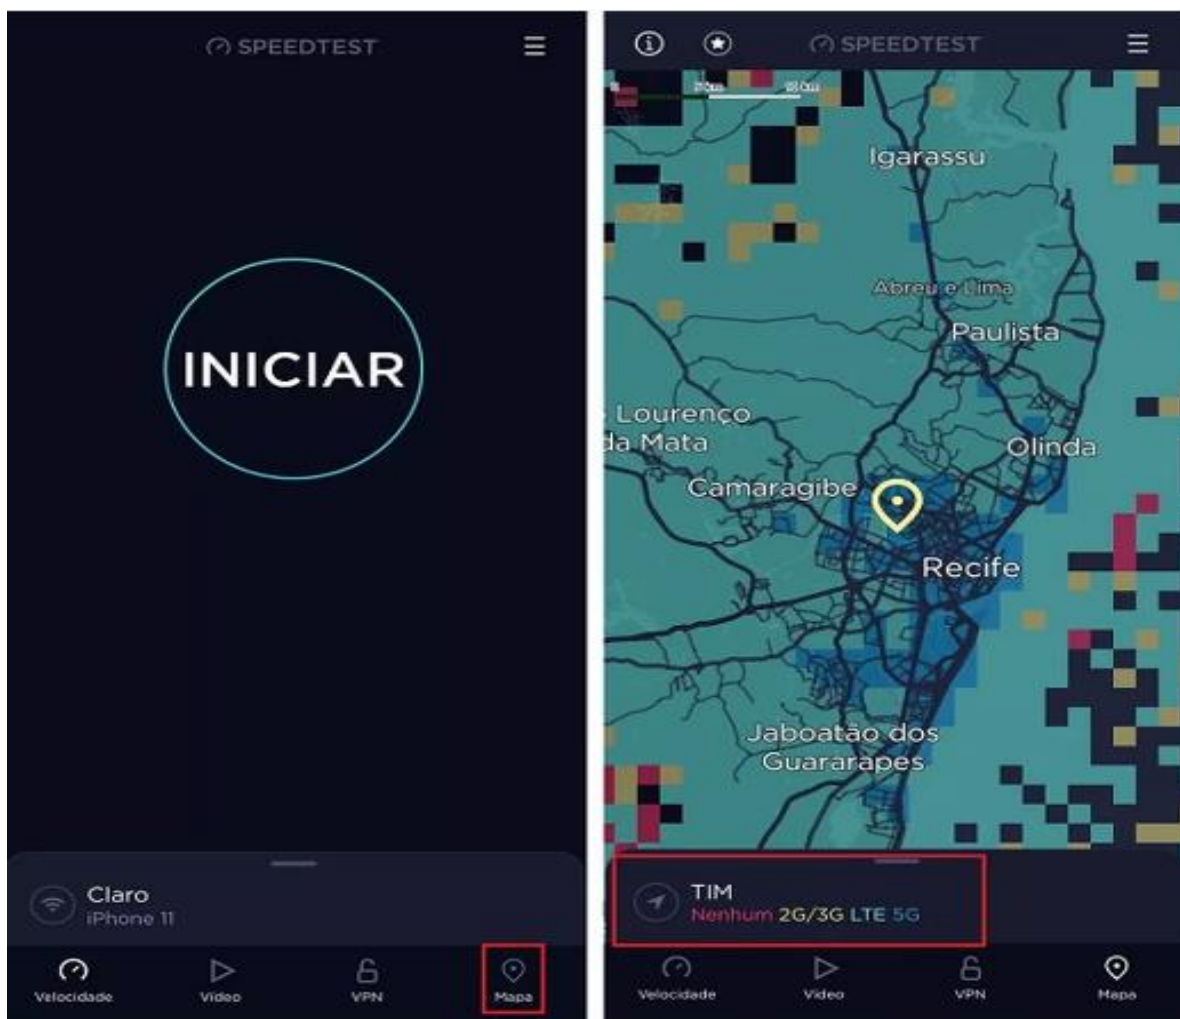 SPEEDTEST
INICIAR
Claro
iPhone 11
Velocidade
Vídeo
VPN
Mapa
SPEEDTEST
Igarassu
Abreu e Lima
Paulista
Lourenço
da Mata
Olinda
Camaragibe
Recife
Jaboatão dos
Guararapes
TIM
Nenhum 2G/3G LTE 5G
Velocidade
Vídeo
VPN
Mapa